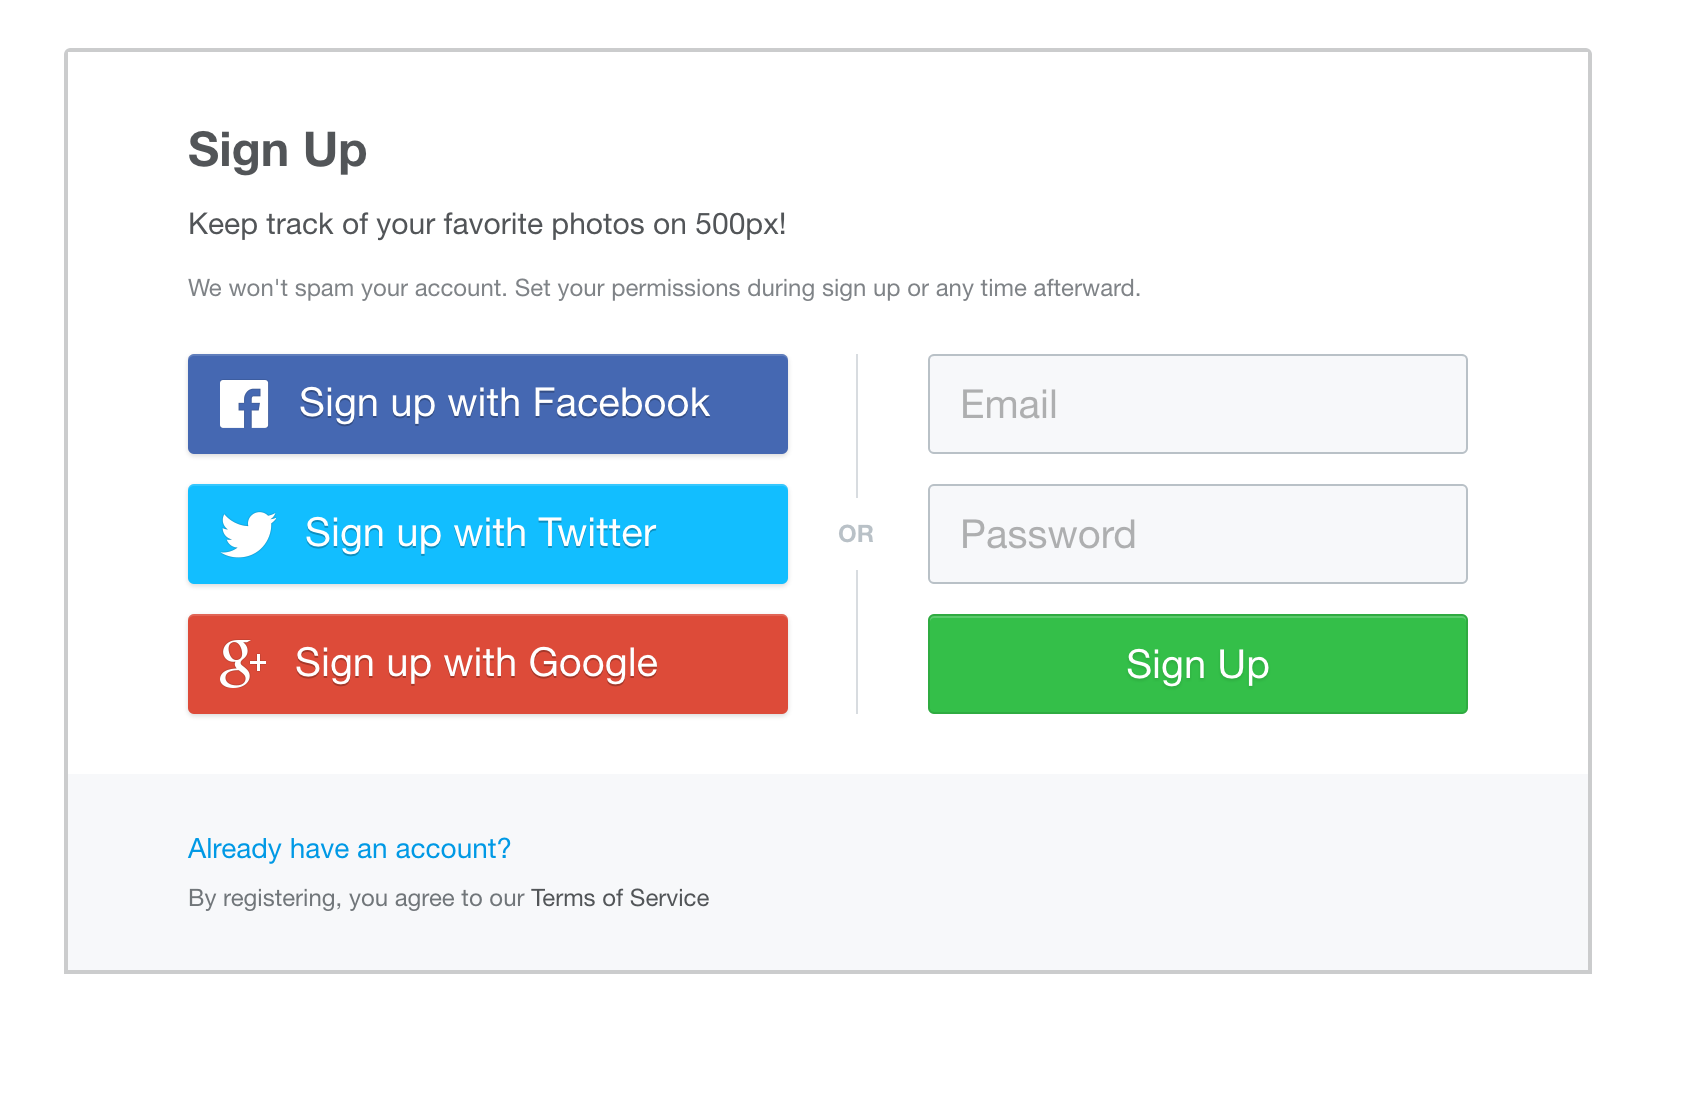 Sign Up
Keep track of your favorite photos on 500px!
We won't spam your account. Set your permissions during sign up or any time afterward.
Sign up with Facebook
Sign up with Twitter
g+ Sign up with Google
OR
Email
Password
Sign Up
Already have an account?
By registering, you agree to our Terms of Service